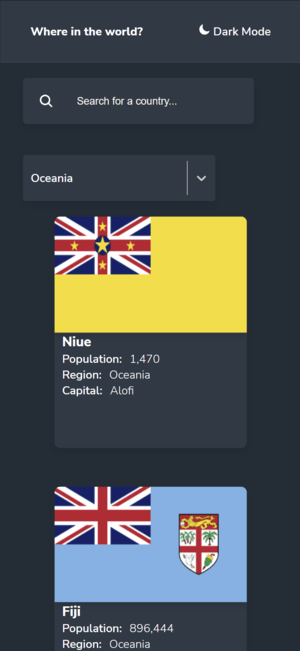 Where in the world?
Dark Mode
Search for a country...
Oceania
Niue
Population: 1,470
Region: Oceania
Capital: Alofi
Fiji
Population: 896,444
Region: Oceania